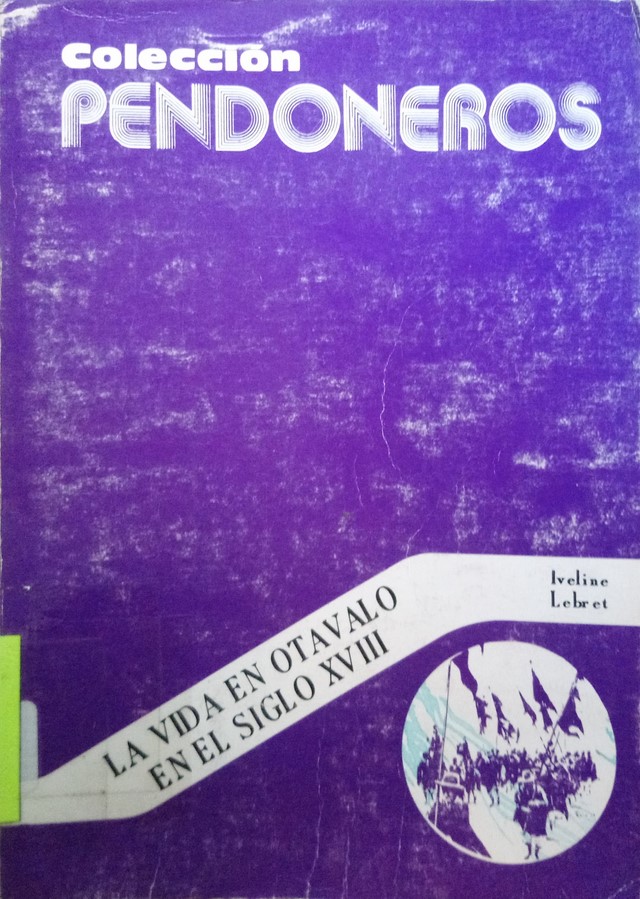 Colección
PENDONEROS
Iveline
Lebret
LA VIDA EN OTAVALO
EN EL SIGLO XVIII